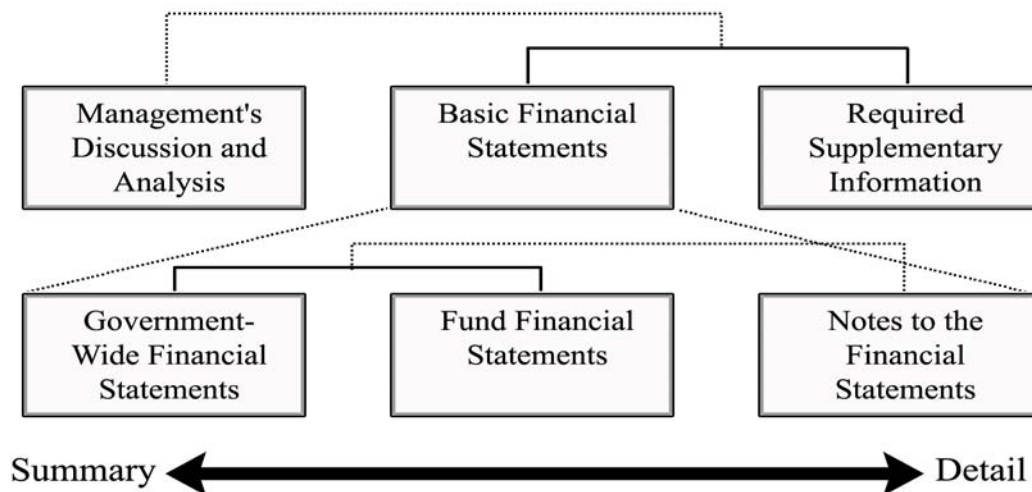 Management's
Discussion and
Analysis
Basic Financial
Statements
Required
Supplementary
Information
Government-
Wide Financial
Statements
Fund Financial
Statements
Notes to the
Financial
Statements
Summary
Detail